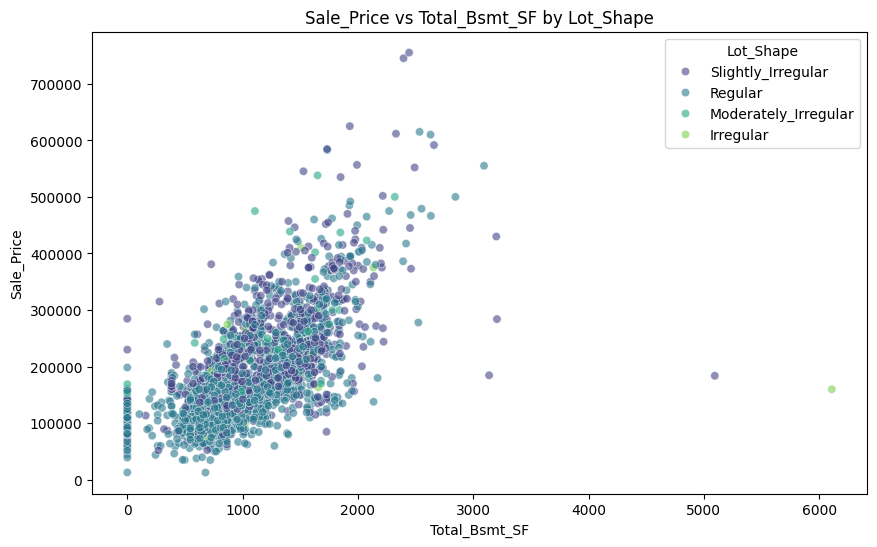 Sale_Price vs Total_Bsmt_SF by Lot_Shape
Lot_Shape
Slightly_Irregular
Regular
Moderately_Irregular
Irregular
Sale_Price
700000
600000
500000
400000
300000
200000
100000
0
0 1000 2000 3000 4000 5000 6000
Total_Bsmt_SF